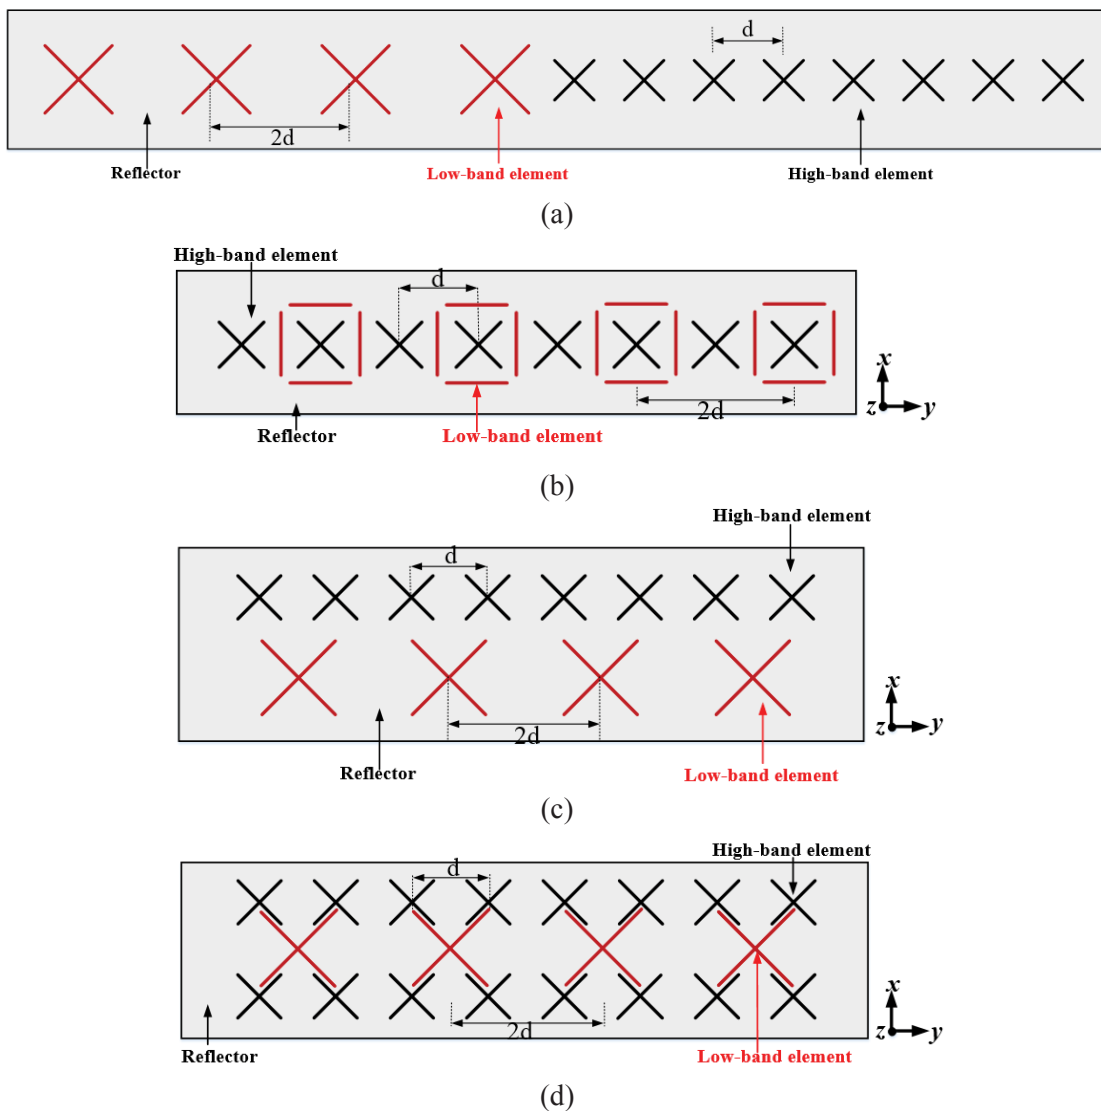 d
2d
Reflector
Low-band element
High-band element
(a)
High-band element
d
x
2d
z
y
Reflector
Low-band element
(b)
High-band element
d
x
2d
z
y
Reflector
Low-band element
(c)
High-band element
d
x
2d
z
y
Reflector
Low-band element
(d)